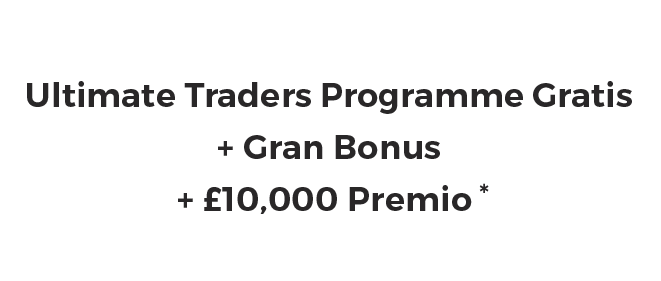 Ultimate Traders Programme Gratis
+ Gran Bonus
+ £10,000 Premio *